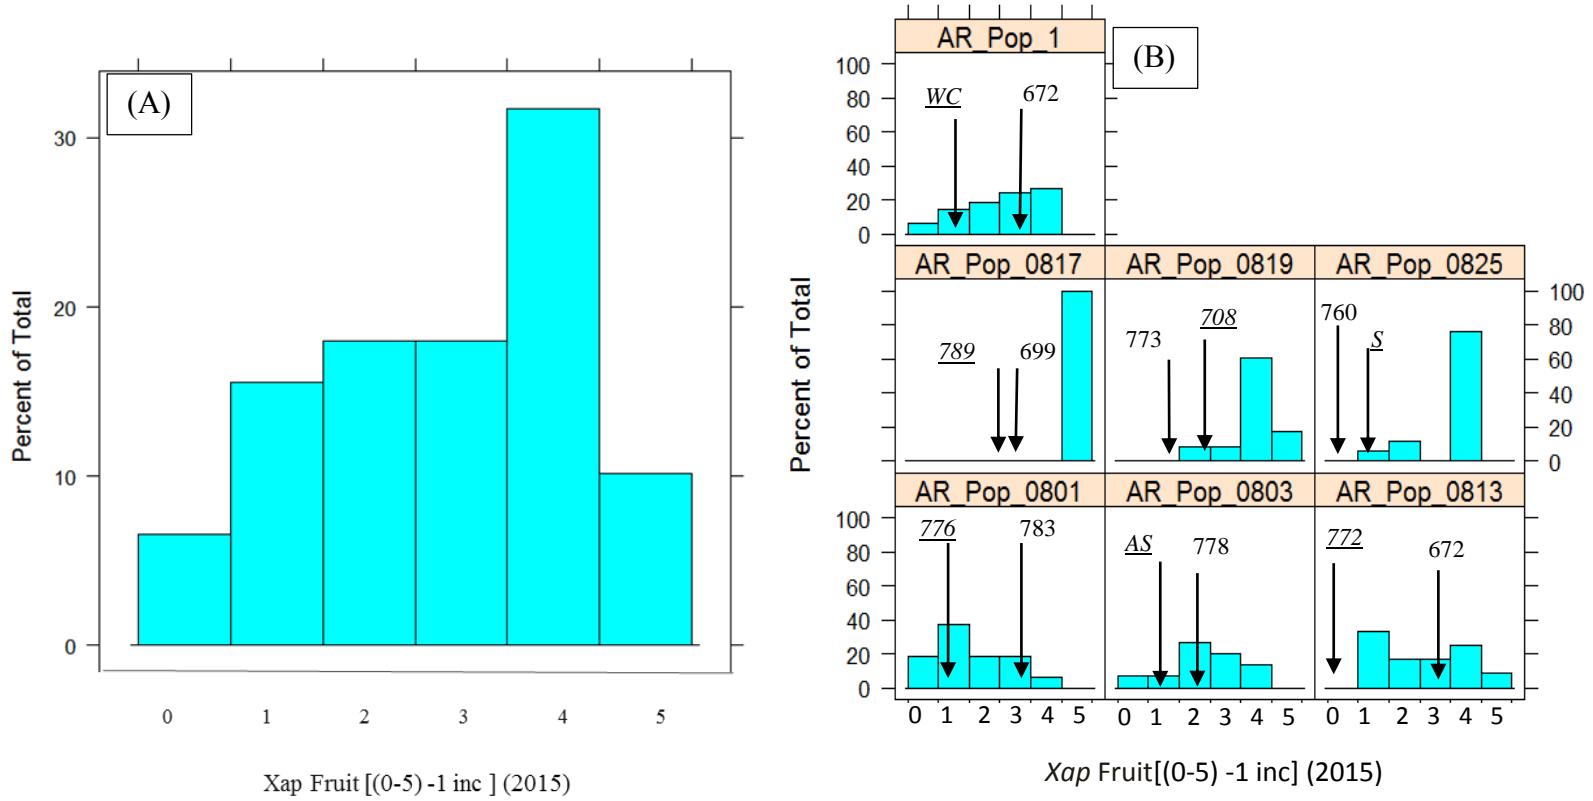 (A)
30
20
10
0
Percent of Total
0 1 2 3 4 5
Xap Fruit [(0-5) -1 inc ] (2015)
(B)
AR_Pop_1
100
80
60
40
20
0
WC 672
AR_Pop_0817 AR_Pop_0819 AR_Pop_0825
789 699
773 708
760 S
100
80
60
40
20
0
Percent of Total
AR_Pop_0801 AR_Pop_0803 AR_Pop_0813
100
80
60
40
20
0
776 783
AS 778
772 672
0 1 2 3 4 5 0 1 2 3 4 5 0 1 2 3 4 5
Xap Fruit[(0-5) -1 inc] (2015)